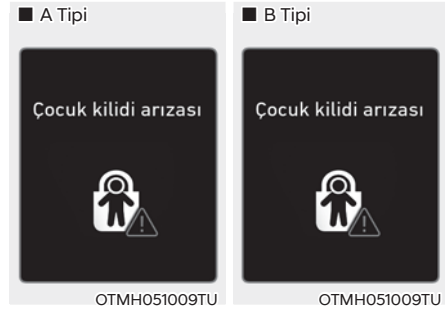 ■ A Tipi
Çocuk kilidi arızası
OTMH051009TU
■ B Tipi
Çocuk kilidi arızası
OTMH051009TU